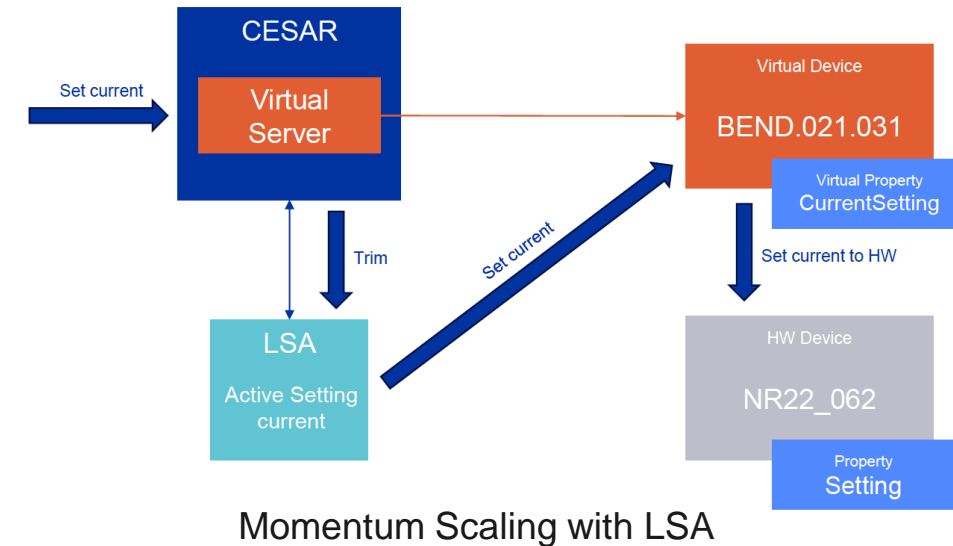 CESAR
Set current
Virtual
Server
Virtual Device
BEND.021.031
Virtual Property
CurrentSetting
Trim
Set current
Set current to HW
LSA
Active Setting
current
HW Device
NR22_062
Property
Setting
Momentum Scaling with LSA